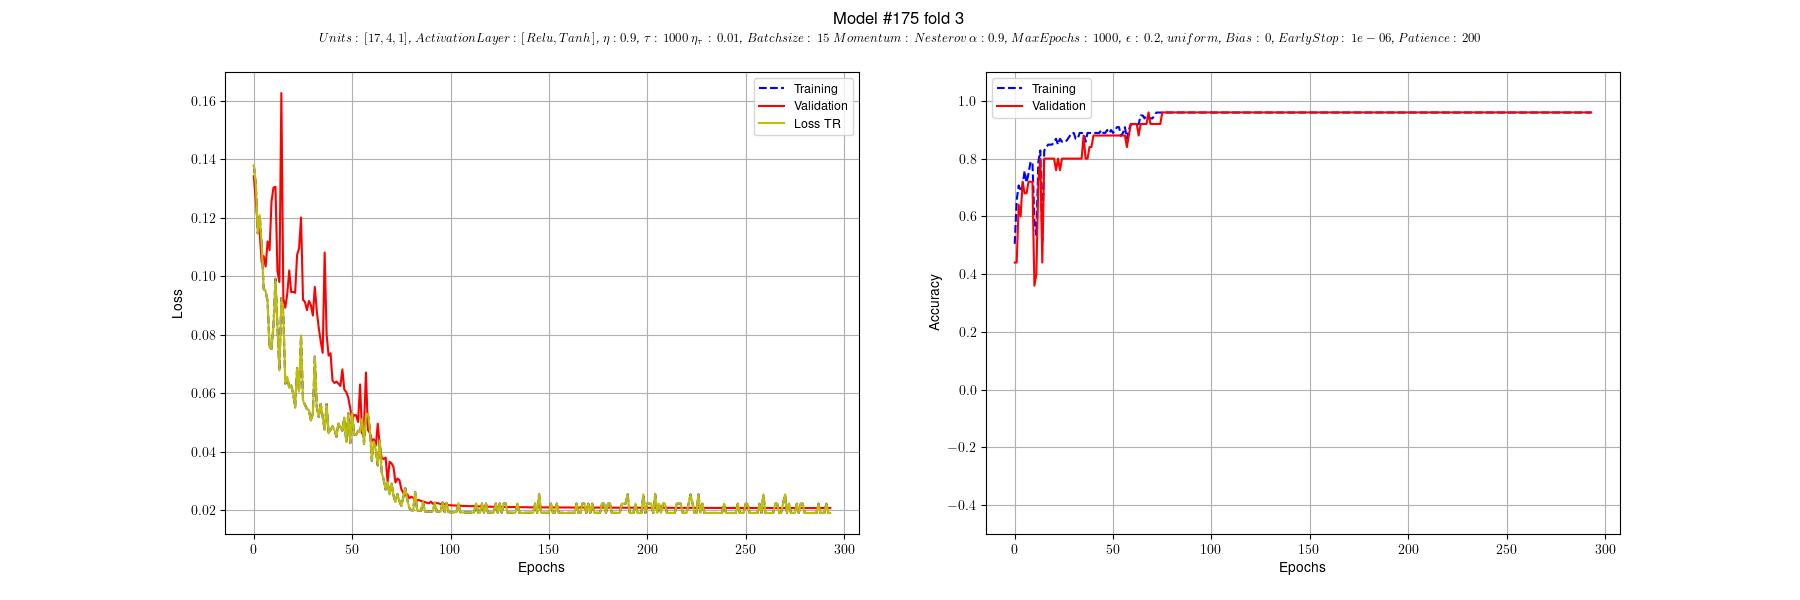 Model #175 fold 3
Units : [17, 4, 1], ActivationLayer : [Relu, Tanh], η : 0.9, τ : 1000 ητ : 0.01, Batchsize : 15 Momentum : Nesterov α : 0.9, MaxEpochs : 1000, ϵ : 0.2, uniform, Bias : 0, EarlyStop : 1e − 06, Patience : 200
Training
Validation
Loss TR
0.16
0.14
0.12
0.10
0.08
0.06
0.04
0.02
Loss
0
50
100
150
200
250
300
Epochs
Training
Validation
1.0
0.8
0.6
0.4
0.2
0.0
−0.2
−0.4
Accuracy
0
50
100
150
200
250
300
Epochs